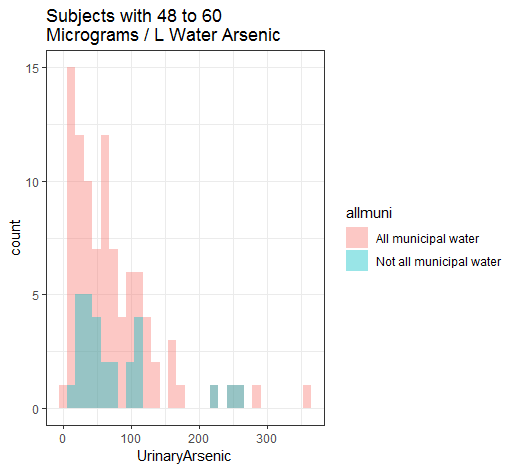 Subjects with 48 to 60
Micrograms / L Water Arsenic
15
10
5
0
count
0 100 200 300
UrinaryArsenic
allmuni
All municipal water
Not all municipal water